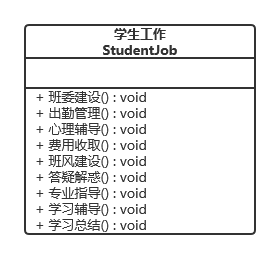 学生工作
StudentJob
+ 班委建设() : void
+ 出勤管理() : void
+ 心理辅导() : void
+ 费用收取() : void
+ 班风建设() : void
+ 答疑解惑() : void
+ 专业指导() : void
+ 学习辅导() : void
+ 学习总结() : void